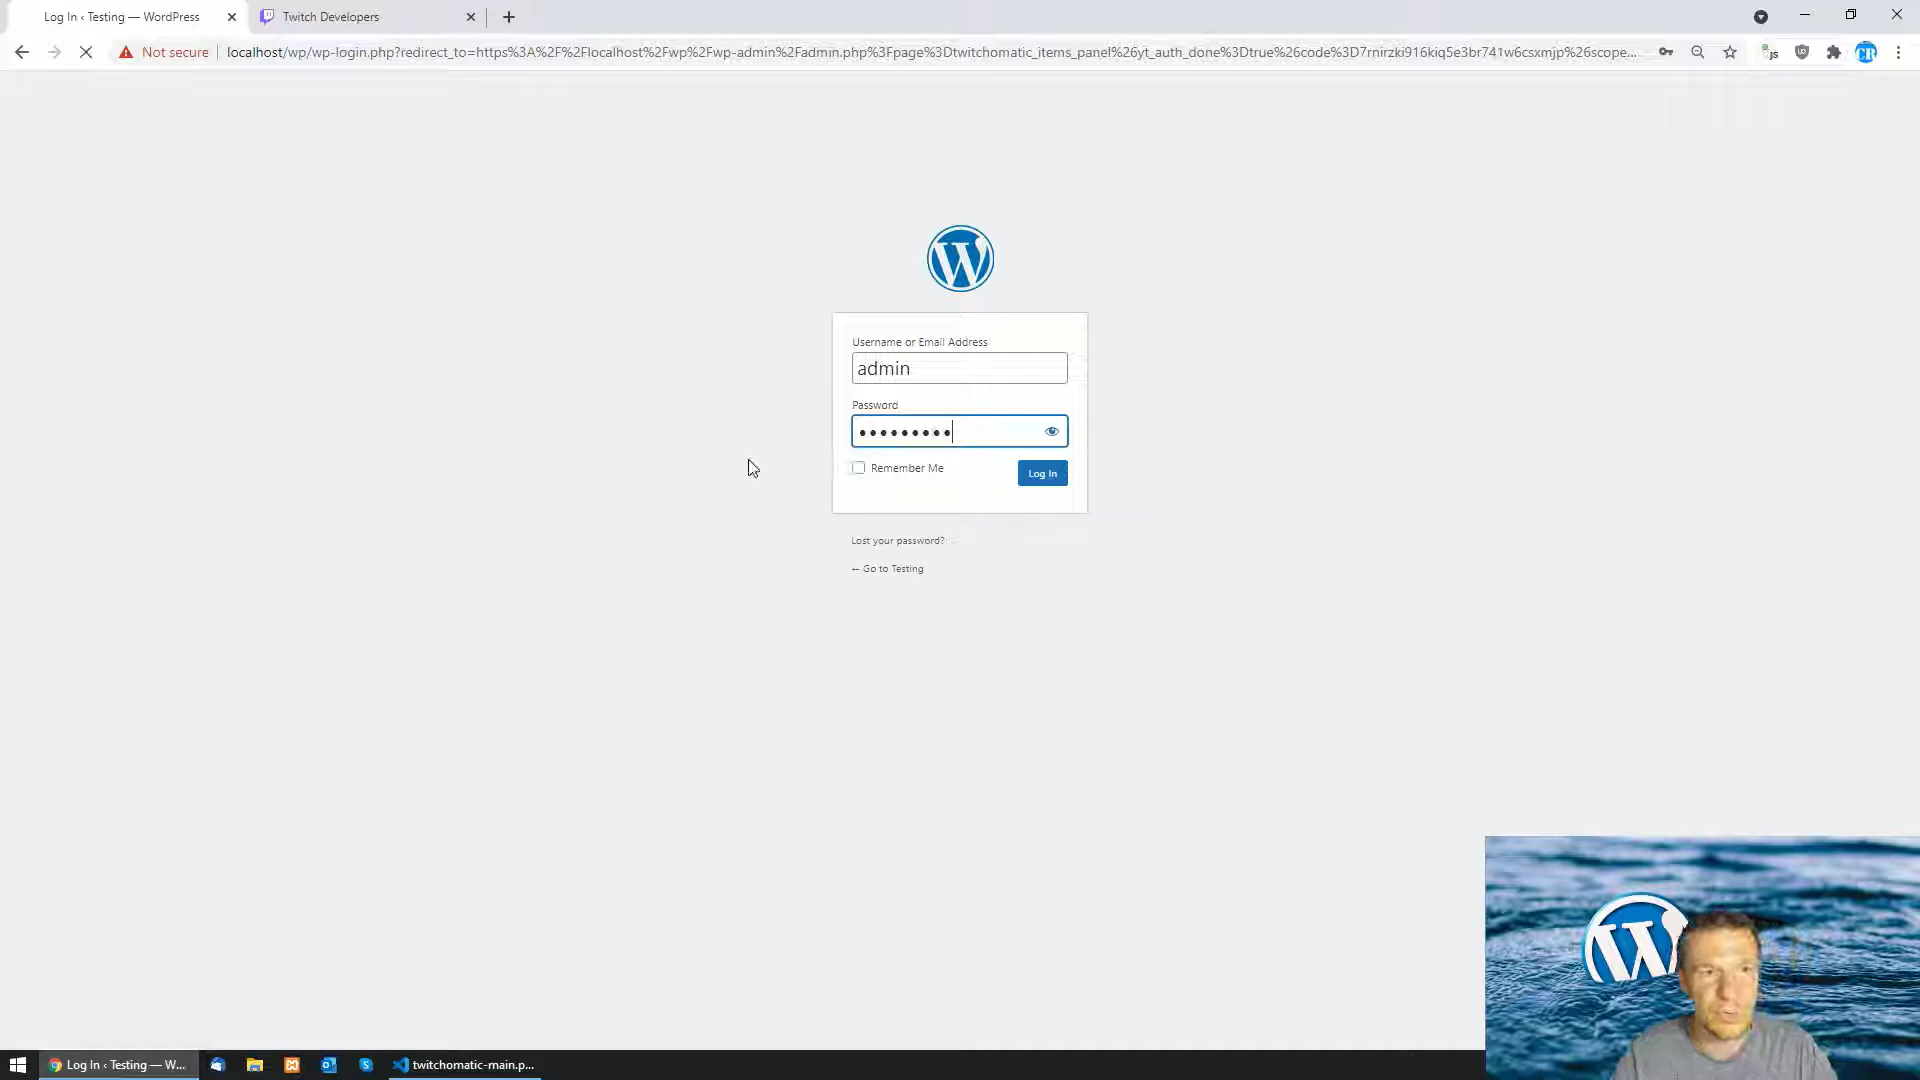 Log In ‹ Testing — WordPress
Twitch Developers
Not secure
localhost/wp/wp-login.php?redirect_to=https%3A%2F%2Flocalhost%2Fwp%2Fwp-admin%2Fadmin.php%3Fpage%3Dtwitchomatic_items_panel%26yt_auth_done%3Dtrue%26code%3D7rnirzki916kiq5e3br741w6csxmjp%26scope...
Username or Email Address
admin
Password
Remember Me
Log In
Lost your password?
← Go to Testing
Log In ‹ Testing — W...
twitchomatic-main.p...